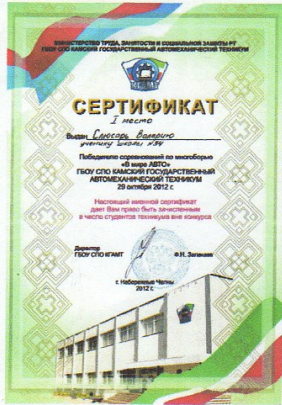 МИНИСТЕРСТВО ТРУДА, ЗАНЯТОСТИ И СОЦИАЛЬНОЙ ЗАЩИТЫ РТ
ГБОУ СПО КАМСКИЙ ГОСУДАРСТВЕННЫЙ АВТОМЕХАНИЧЕСКИЙ ТЕХНИКУМ
КГАМТ
СЕРТИФИКАТ
I место
Выдан Слюсарь Валерию
ученику школы №34
Победителю соревнований по многоборью
«В мире АВТО»
ГБОУ СПО КАМСКИЙ ГОСУДАРСТВЕННЫЙ
АВТОМЕХАНИЧЕСКИЙ ТЕХНИКУМ
29 октября 2012 г.
Настоящий именной сертификат
дает Вам право быть зачисленным
в число студентов техникума вне конкурса
Директор
ГБОУ СПО КГАМТ
Ф.Н.
г. Набережные Челны
2012 г.